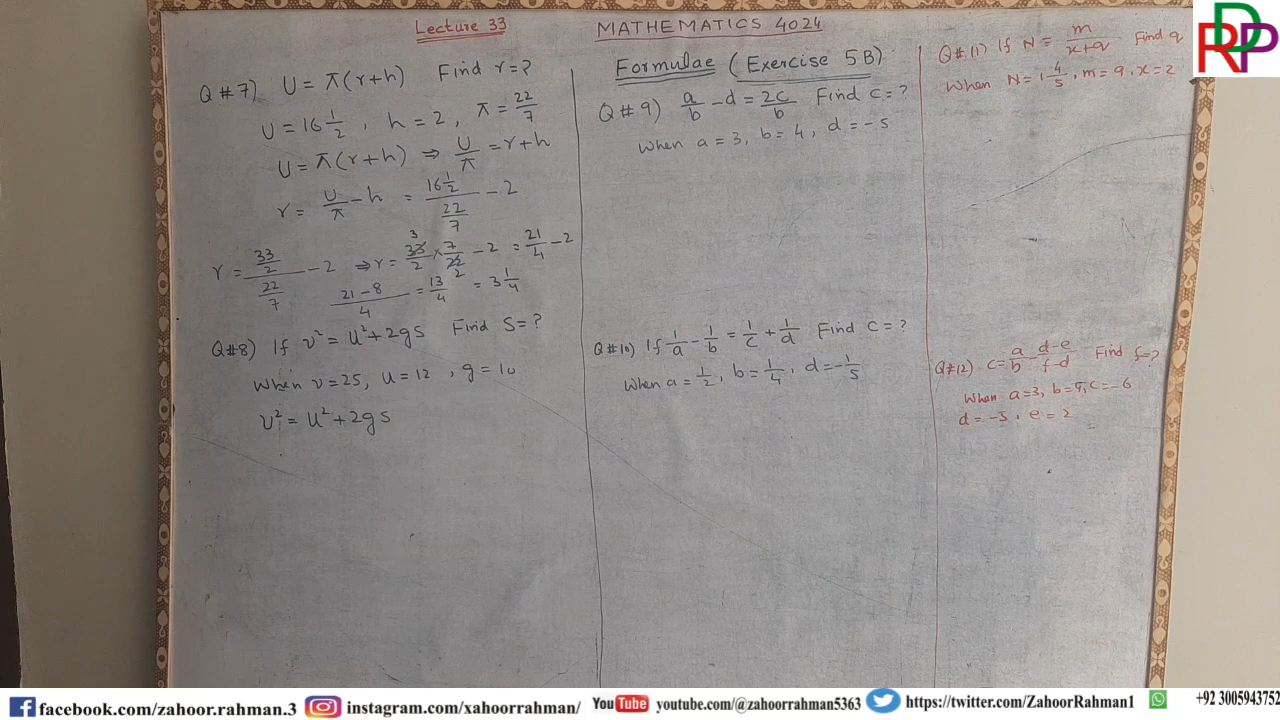 Lecture 33
MATHEMATICS 4024
RDP
Q#7) U = π(r+h) Find r=?
U = 16 1/2, h = 2, π = 22/7
U = π(r+h) ⇒ U/π = r+h
r = U/π - h = (16 1/2)/(22/7) - 2
r = (33/2)/(22/7) - 2 ⇒ r = 33/2 × 7/22 - 2 = 21/4 - 2
3 2
(21-8)/4 = 13/4 = 3 1/4
Q#8) If v² = u²+2gs Find S=?
When v=25, u=12, g=10
v² = u²+2gs
Formulae (Exercise 5B)
Q#9) a/b - d = 2c/b Find c=?
When a=3, b=4, d=-5
Q#10) If 1/a - 1/b = 1/c + 1/d Find c=?
When a=1/2, b=1/4, d=-1/5
Q#(11) If N = m/(x+q) Find q
When N=1 4/5, m=9, x=2
Q#(12) c = a/b - (d-e)/(f-d) Find f=?
When a=3, c=-6
e=2
facebook.com/zahoor.rahman.3
instagram.com/xahoorrahman/
YouTube youtube.com/@zahoorrahman5363
https://twitter.com/ZahoorRahman1
+92 3005943752